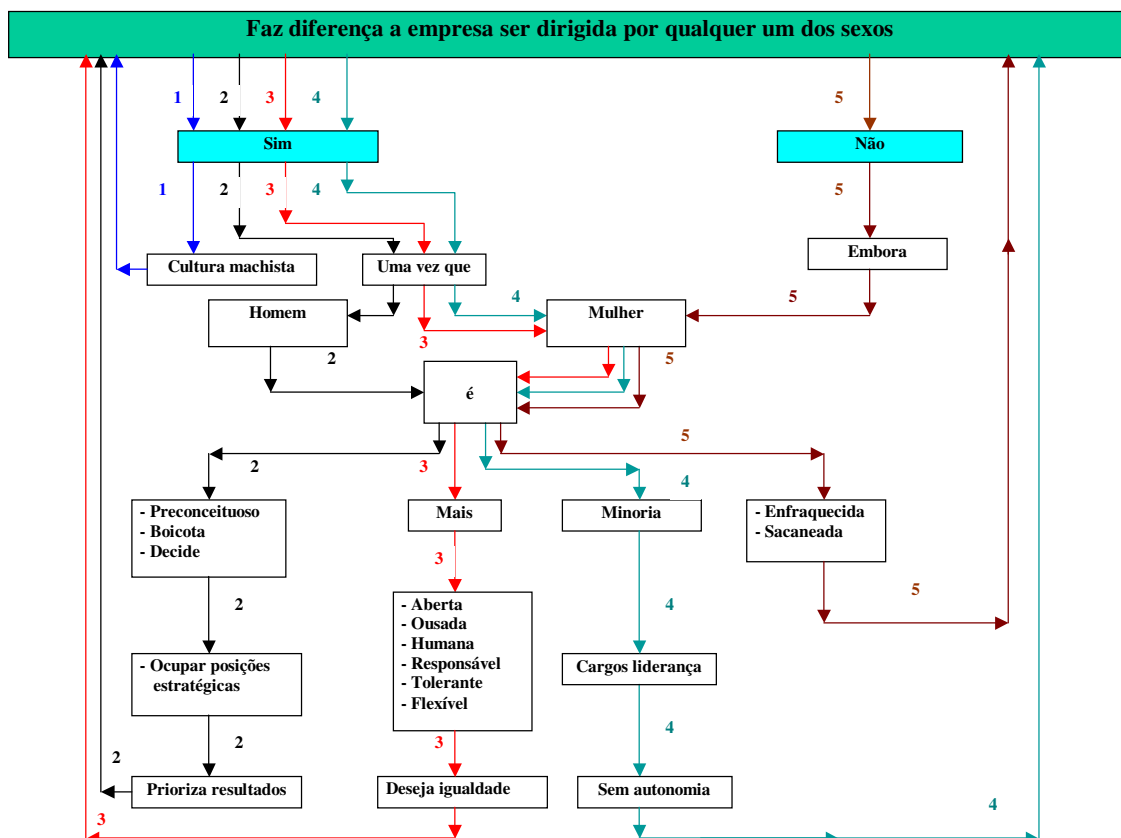 Faz diferença a empresa ser dirigida por qualquer um dos sexos
1
2
3
4
5
Sim
Não
1
2
3
4
5
Cultura machista
Uma vez que
Embora
4
5
Homem
Mulher
3
2
5
é
2
3
5
4
- Preconceituoso
- Boicota
- Decide
Mais
Minoria
- Enfraquecida
- Sacaneada
3
5
2
4
- Aberta
- Ousada
- Humana
- Responsável
- Tolerante
- Flexível
- Ocupar posições
estratégicas
Cargos liderança
2
3
4
2
Prioriza resultados
Deseja igualdade
Sem autonomia
3
4